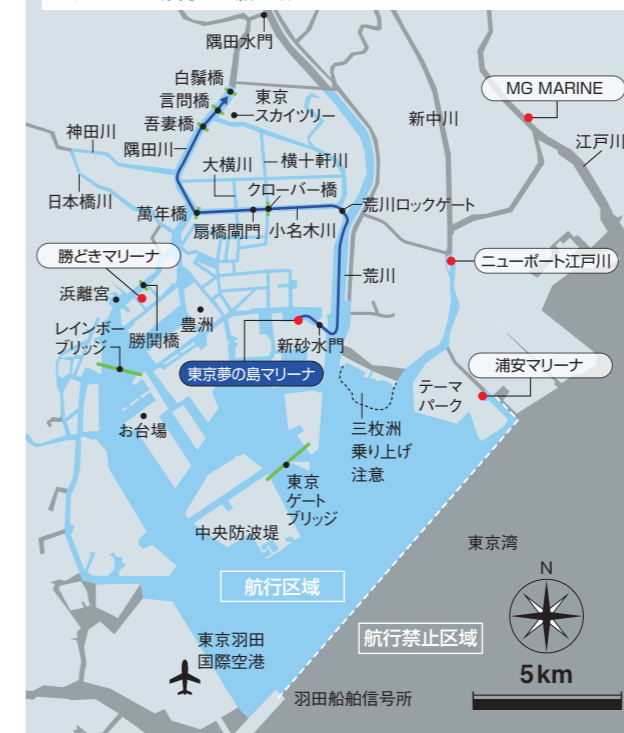 隅田水門
白鬚橋
言問橋
東京
スカイツリー
吾妻橋
隅田川
神田川
日本橋川
大横川
横十軒川
クローバー橋
萬年橋
扇橋閘門
小名木川
荒川ロックゲート
新中川
MG MARINE
江戸川
勝どきマリーナ
浜離宮
勝関橋
豊洲
荒川
ニューポート江戸川
レインボー
ブリッジ
新砂水門
東京夢の島マリーナ
浦安マリーナ
テーマ
パーク
お台場
三枚洲
乗り上げ
注意
東京
ゲート
ブリッジ
中央防波堤
東京湾
航行区域
航行禁止区域
N
5km
東京羽田
国際空港
羽田船舶信号所